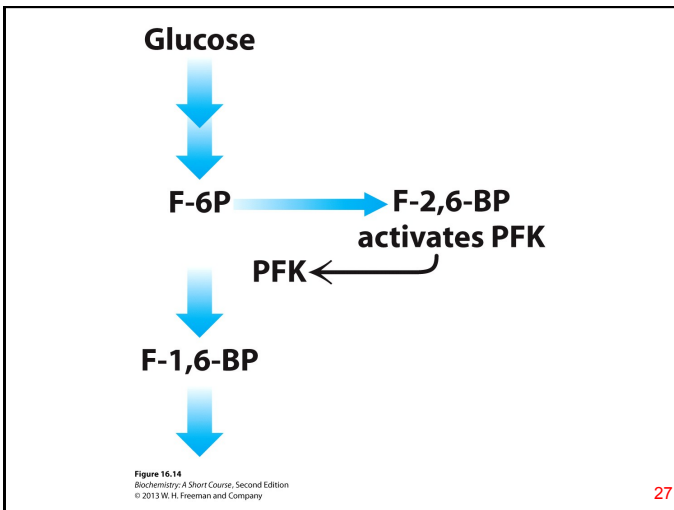 Glucose
F-6P
F-2,6-BP
activates PFK
PFK
F-1,6-BP
Figure 16.14
Biochemistry: A Short Course, Second Edition
© 2013 W. H. Freeman and Company
27